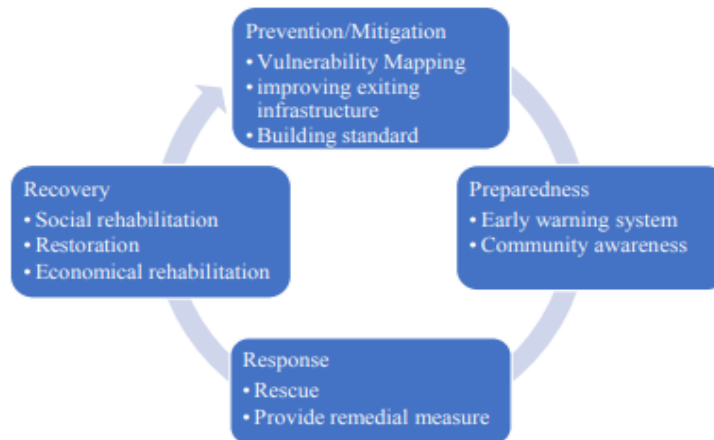 Prevention/Mitigation
• Vulnerability Mapping
• improving exiting
infrastructure
• Building standard
Preparedness
• Early warning system
• Community awareness
Response
• Rescue
• Provide remedial measure
Recovery
• Social rehabilitation
• Restoration
• Economical rehabilitation